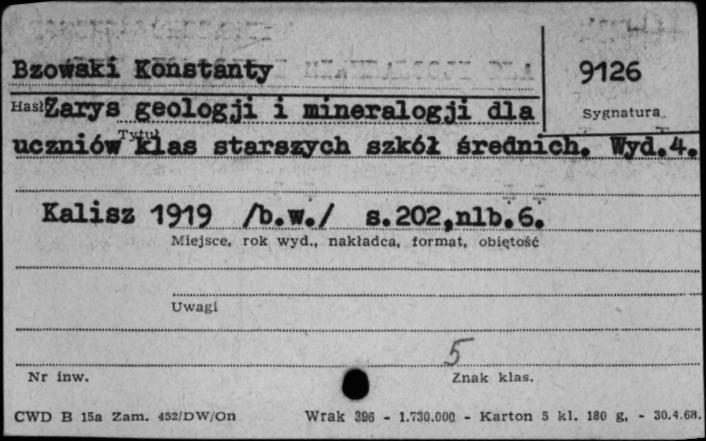 Bzowski Konstanty
9126
Hasło Zarys geologji i mineralogji dla
Sygnatura
Tytuł
uczniów klas starszych szkół średnich. Wyd.4.
Kalisz 1919 /b.w./ s.202,nlb.6.
Miejsce, rok wyd., nakładca, format, objętość
Uwagi
5
Nr inw.
Znak klas.
CWD B 15a Zam. 452/DW/On Wrak 396 - 1.730.000 - Karton 5 kl. 180 g. - 30.4.68.